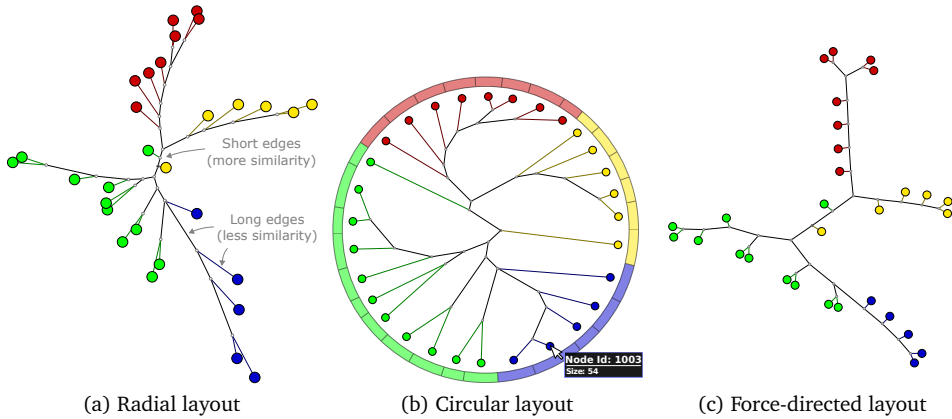 Short edges
(more similarity)
Long edges
(less similarity)
Node Id: 1003
Size: 54
(a) Radial layout
(b) Circular layout
(c) Force-directed layout